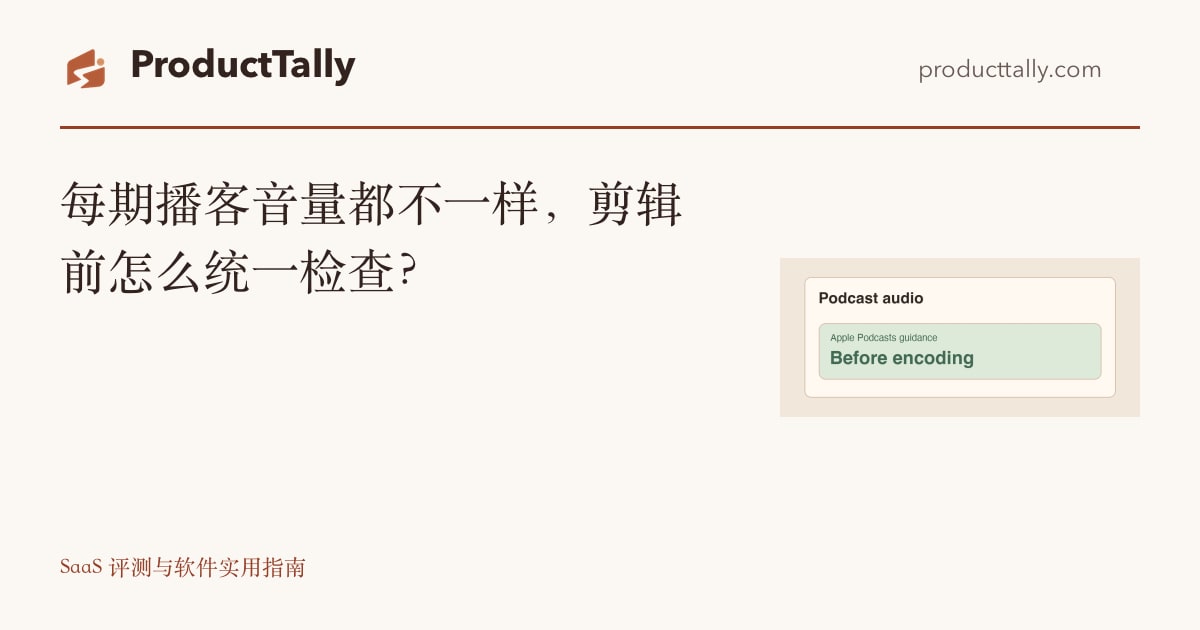 ProductTally
producttally.com
每期播客音量都不一样，剪辑
前怎么统一检查？
Podcast audio
Apple Podcasts guidance
Before encoding
SaaS 评测与软件实用指南